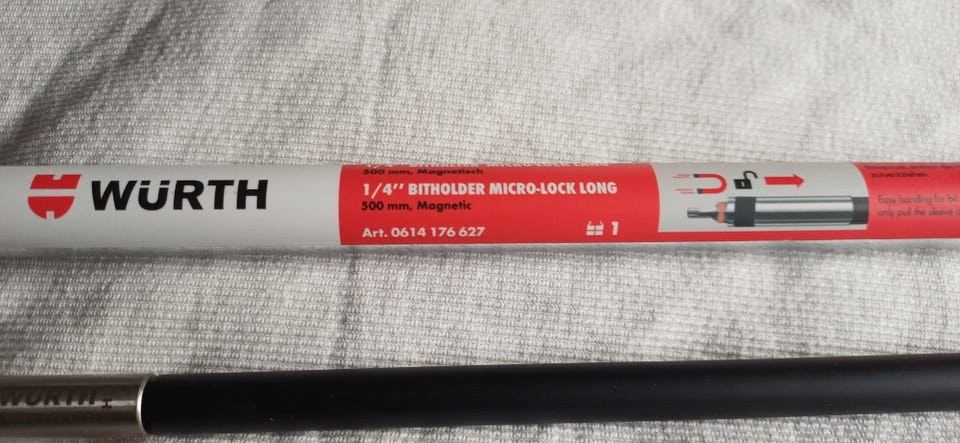 WÜRTH
500 mm, Magnetisch
1/4’’ BITHOLDER MICRO-LOCK LONG
500 mm, Magnetic
Art. 0614 176 627
1
zurueckziehen.
Easy handling for bit
only pull the sleeve
WÜRTH